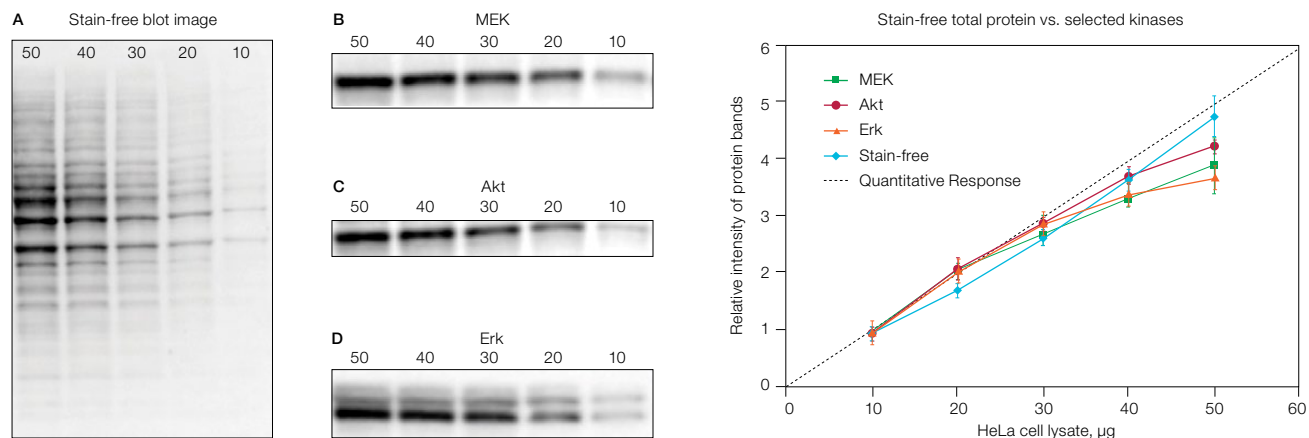 A Stain-free blot image
50 40 30 20 10
B MEK
50 40 30 20 10
C Akt
50 40 30 20 10
D Erk
50 40 30 20 10
Stain-free total protein vs. selected kinases
Relative intensity of protein bands
6
5
4
3
2
1
0
MEK
Akt
Erk
Stain-free
Quantitative Response
0 10 20 30 40 50 60
HeLa cell lysate, µg